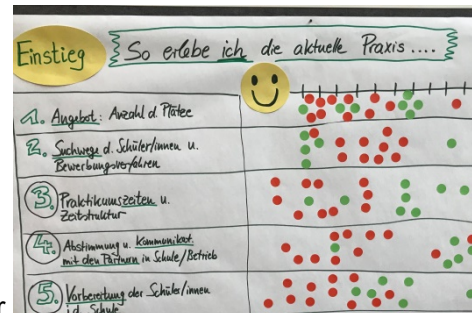 Einstieg
So erlebe ich die aktuelle Praxis ....
1. Angebot: Anzahl d. Plätze
2. Suchwege d. Schüler/innen u.
Bewerbungsverfahren
3. Praktikumszeiten u.
Zeitstruktur
4. Abstimmung u. Kommunikat.
mit den Partnern in Schule/Betrieb
5. Vorbereitung der Schüler/innen
i.d. Schule
r